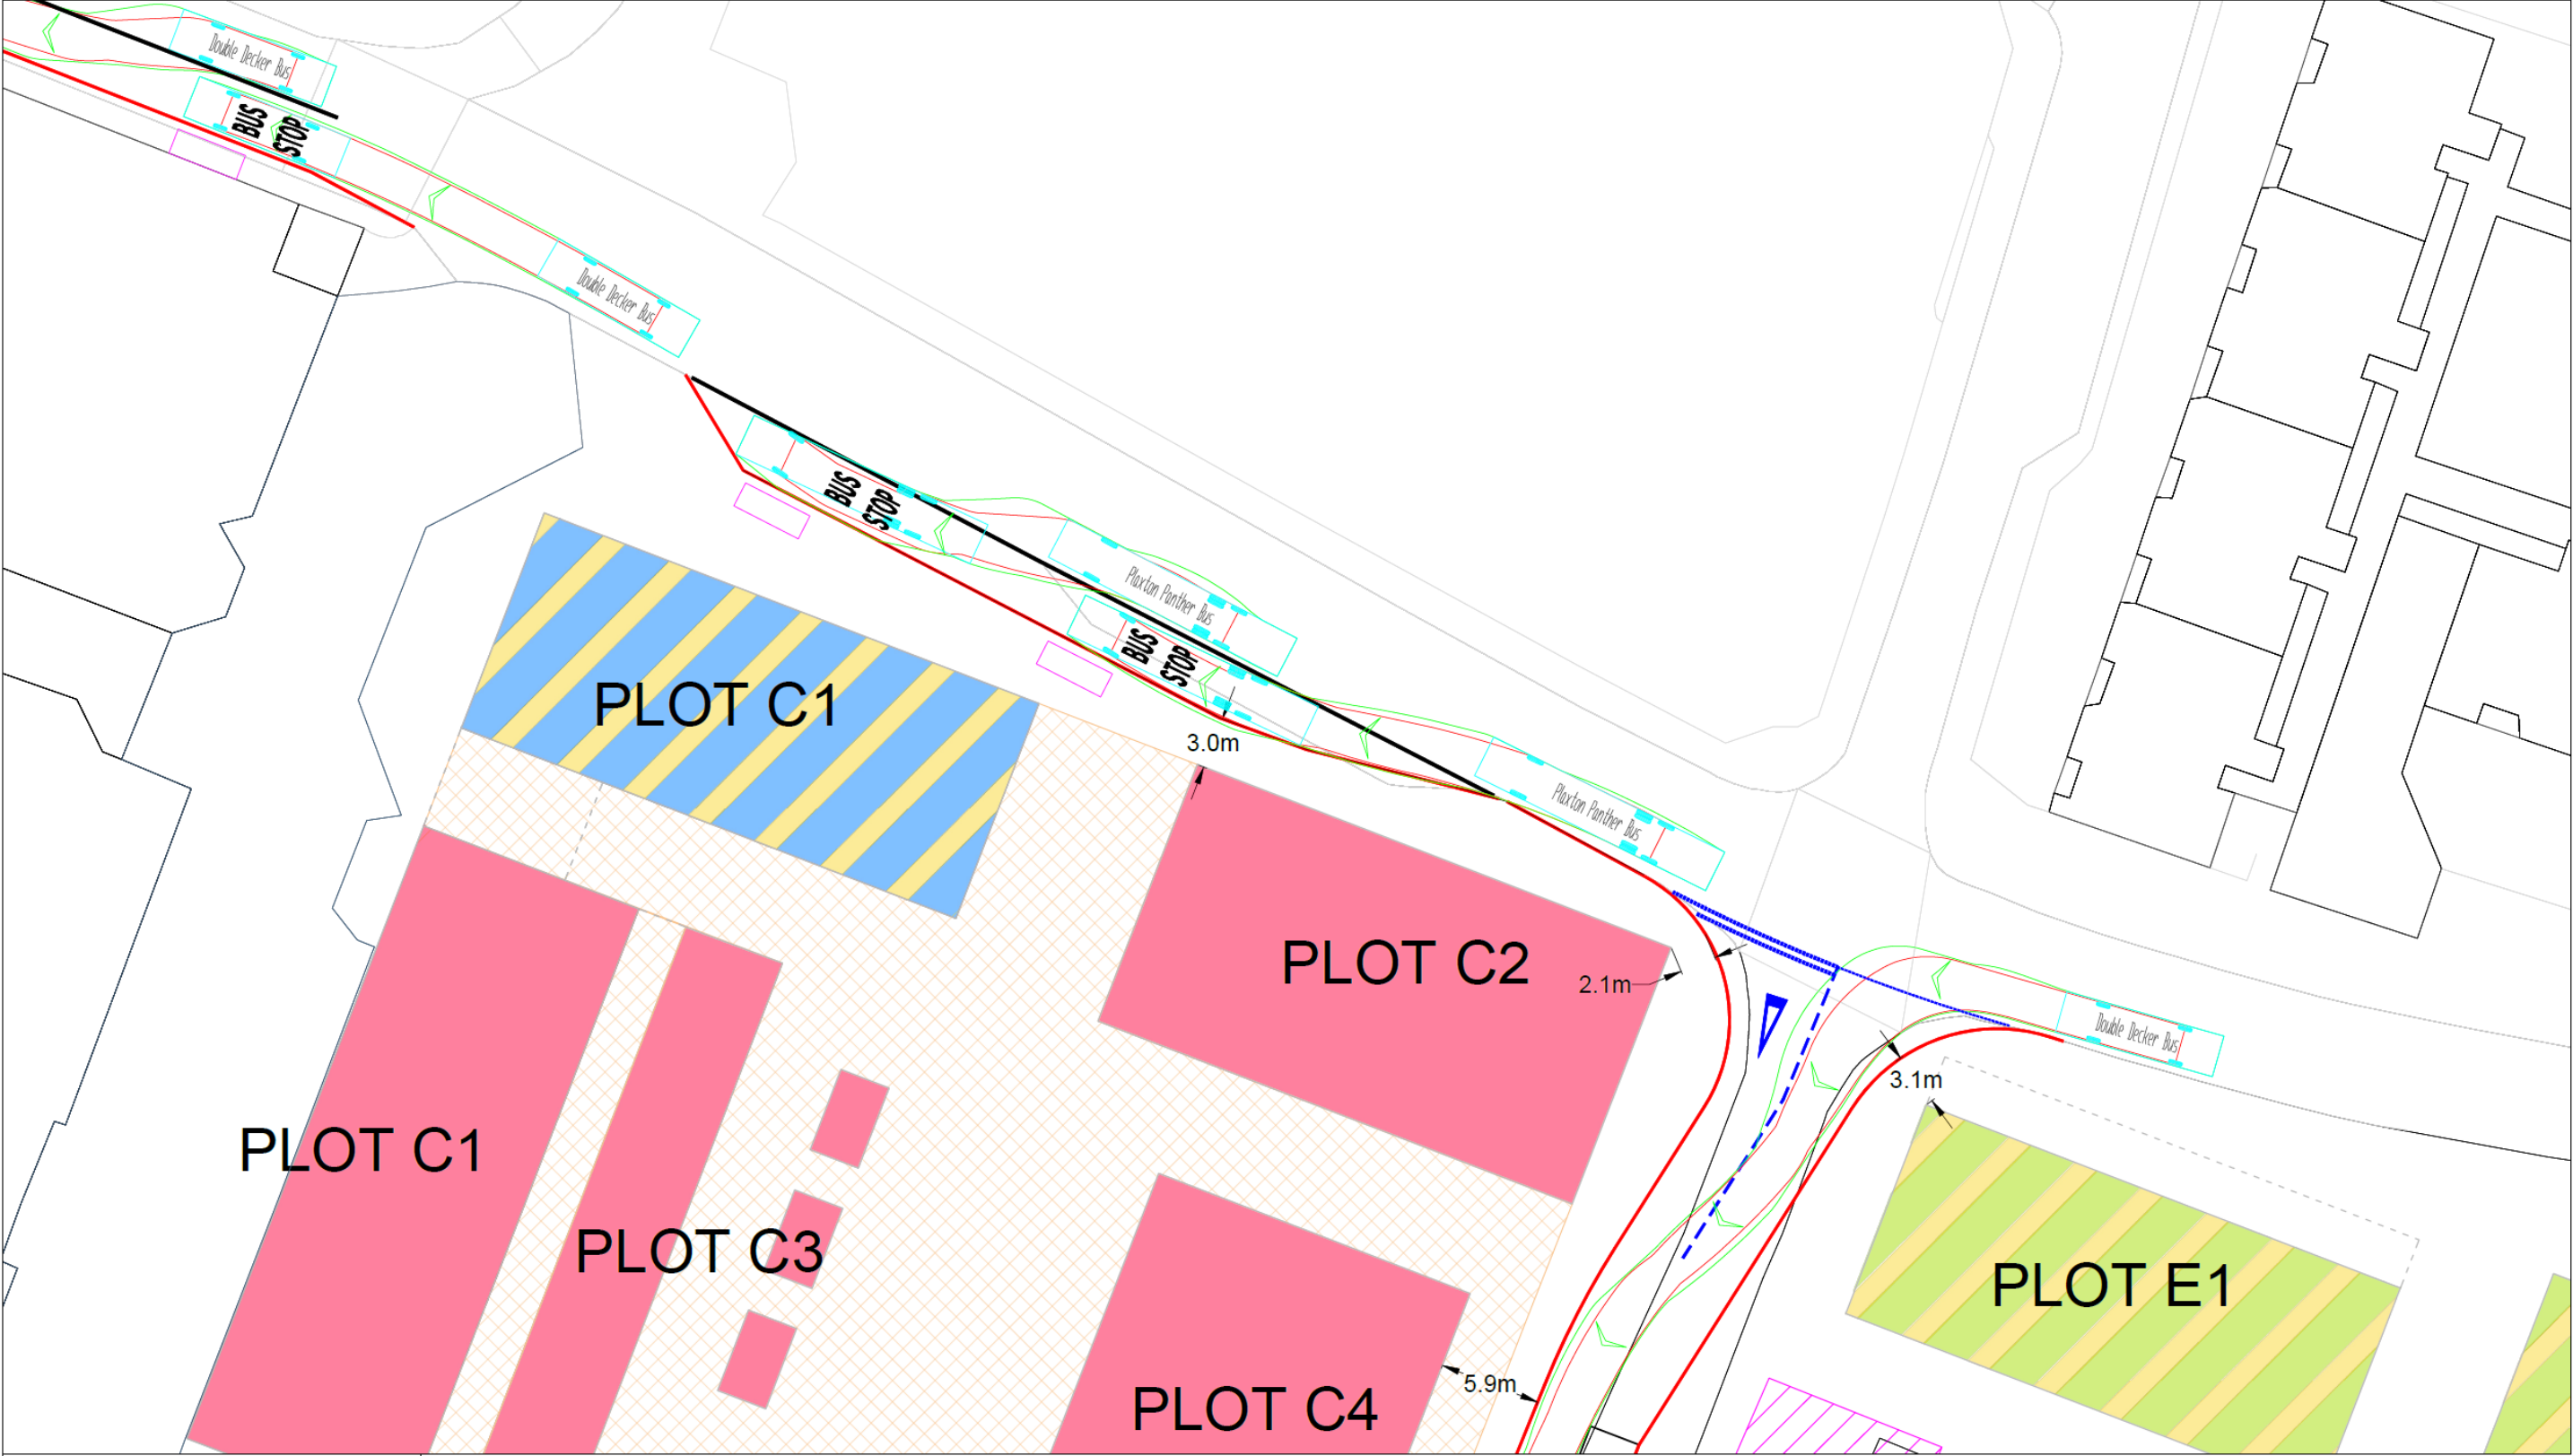 Double Decker Bus
BUS
STOP
Double Decker Bus
BUS
STOP
Plaxton Panther Bus
BUS
STOP
PLOT C1
3.0m
Plaxton Panther Bus
PLOT C2
2.1m
Double Decker Bus
3.1m
PLOT C1
PLOT C3
PLOT E1
5.9m
PLOT C4